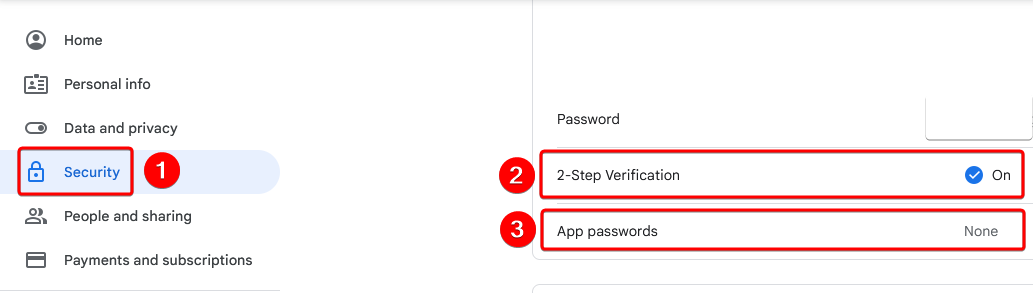 Home
Personal info
Data and privacy
Security
1
People and sharing
Payments and subscriptions
Password
2
2-Step Verification
On
3
App passwords
None